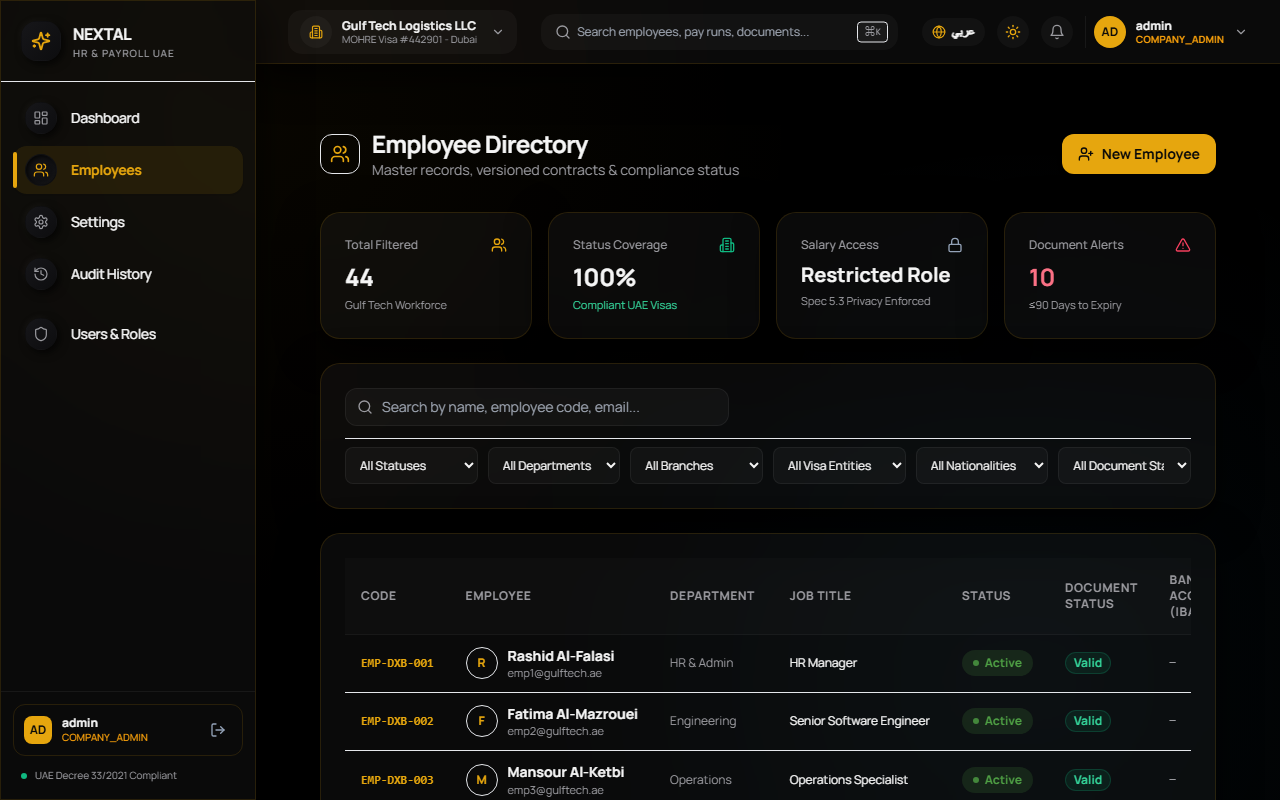 NEXTAL
HR & PAYROLL UAE
Gulf Tech Logistics LLC
MOHRE Visa #442901 - Dubai
Search employees, pay runs, documents...
⌘K
عربي
AD
admin
COMPANY_ADMIN
Dashboard
Employees
Settings
Audit History
Users & Roles
Employee Directory
Master records, versioned contracts & compliance status
New Employee
Total Filtered
44
Gulf Tech Workforce
Status Coverage
100%
Compliant UAE Visas
Salary Access
Restricted Role
Spec 5.3 Privacy Enforced
Document Alerts
10
≤90 Days to Expiry
Search by name, employee code, email...
All Statuses
All Departments
All Branches
All Visa Entities
All Nationalities
All Document Sta
CODE
EMPLOYEE
DEPARTMENT
JOB TITLE
STATUS
DOCUMENT
STATUS
EMP-DXB-001
R
Rashid Al-Falasi
emp1@gulftech.ae
HR & Admin
HR Manager
Active
Valid
–
EMP-DXB-002
F
Fatima Al-Mazrouei
emp2@gulftech.ae
Engineering
Senior Software Engineer
Active
Valid
–
EMP-DXB-003
M
Mansour Al-Ketbi
emp3@gulftech.ae
Operations
Operations Specialist
Active
Valid
–
AD
admin
COMPANY_ADMIN
UAE Decree 33/2021 Compliant